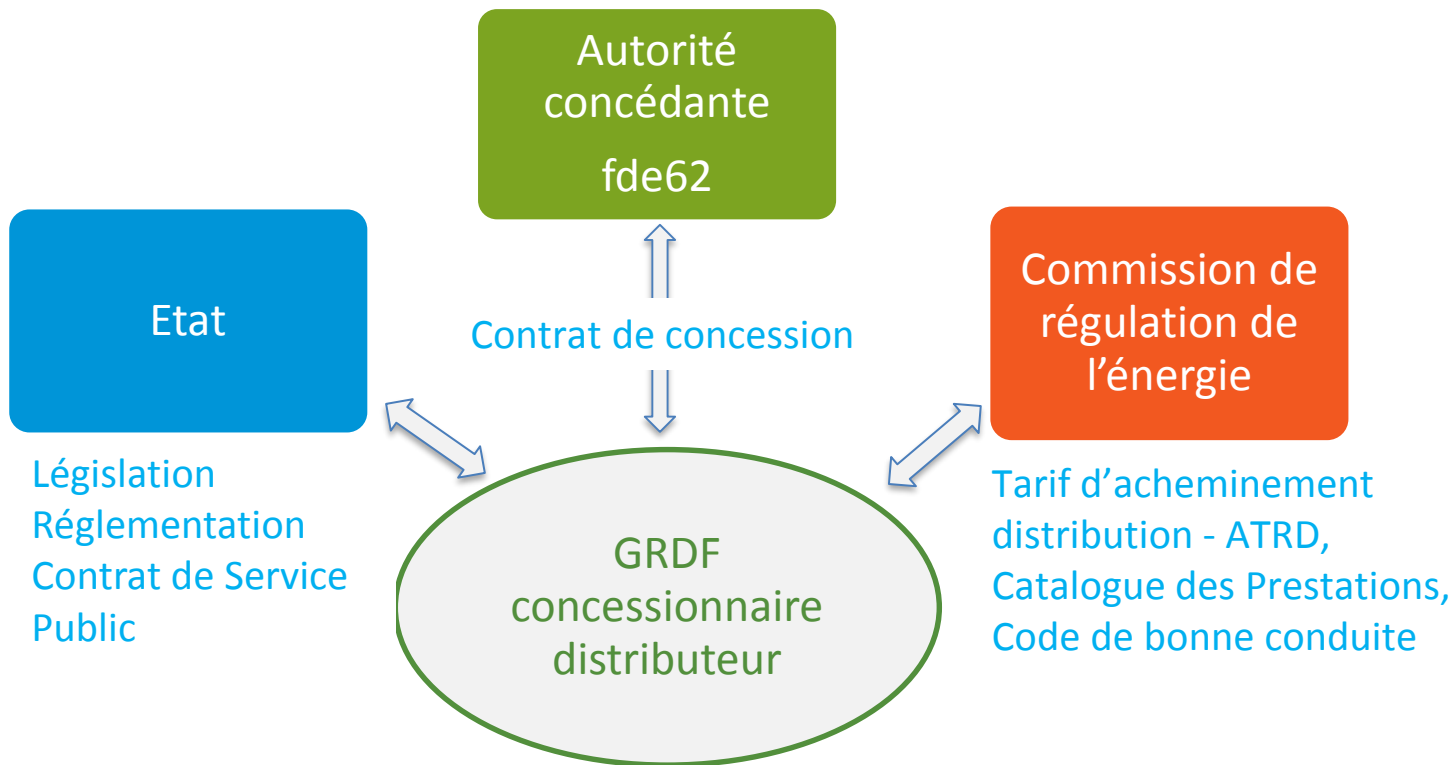 Autorité
concédante
fde62
Etat
Commission de
régulation de
l’énergie
Contrat de concession
Législation
Réglementation
Contrat de Service
Public
Tarif d’acheminement
distribution - ATRD,
Catalogue des Prestations,
Code de bonne conduite
GRDF
concessionnaire
distributeur